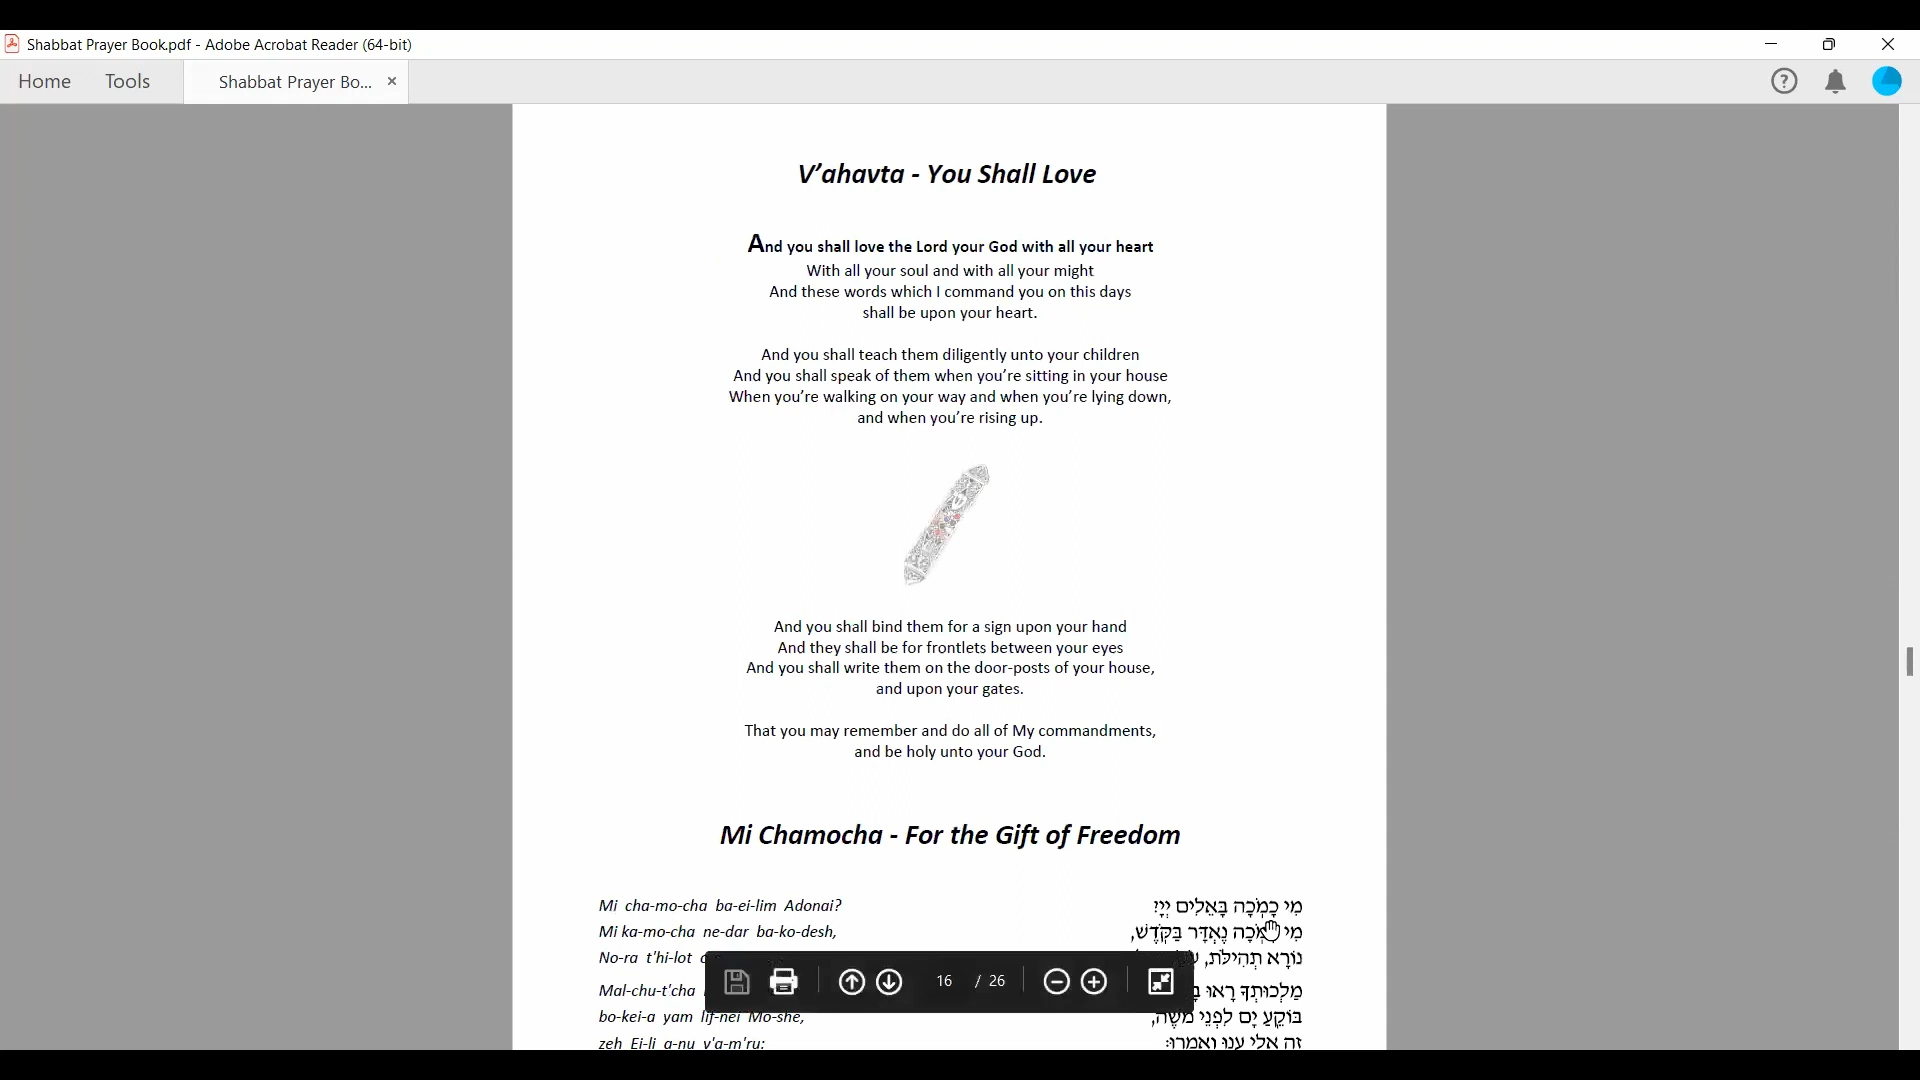 Shabbat Prayer Book.pdf - Adobe Acrobat Reader (64-bit)
Home Tools Shabbat Prayer Bo... ×
V'ahavta - You Shall Love
And you shall love the Lord your God with all your heart
With all your soul and with all your might
And these words which I command you on this days
shall be upon your heart.
And you shall teach them diligently unto your children
And you shall speak of them when you're sitting in your house
When you're walking on your way and when you're lying down,
and when you're rising up.
And you shall bind them for a sign upon your hand
And they shall be for frontlets between your eyes
And you shall write them on the door-posts of your house,
and upon your gates.
That you may remember and do all of My commandments,
and be holy unto your God.
Mi Chamocha - For the Gift of Freedom
Mi cha-mo-cha ba-ei-lim Adonai?
Mi ka-mo-cha ne-dar ba-ko-desh,
No-ra t'hi-lot
Mal-chu-t'cha
bo-kei-a yam lif-nei Mo-she,
zeh Ei-li a-nu v'a-m'ru:
מִי כָמֹכָה בָּאֵלִים יְיָ?
מִי כָּמֹכָה נֶאְדָּר בַּקֹּדֶשׁ,
נוֹרָא תְהִילֹּת,
מַלְכוּתְךָ רָאוּ
בּוֹקֵעַ יָם לִפְנֵי מֹשֶׁה,
זֶה אֵלִי עָנוּ וְאָמְרוּ:
16 / 26